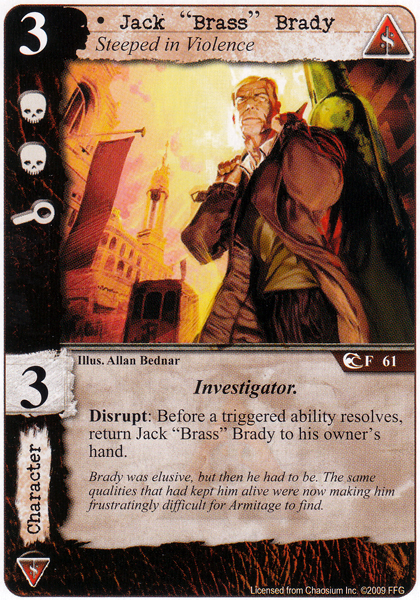 3
• Jack “Brass” Brady
Steeped in Violence
Illus. Allan Bednar
F 61
3
Investigator.
Disrupt: Before a triggered ability resolves,
return Jack “Brass” Brady to his owner’s
hand.
Brady was elusive, but then he had to be. The same
qualities that had kept him alive were now making him
frustratingly difficult for Armitage to find.
Character
Licensed from Chaosium Inc. ©2009 FFG